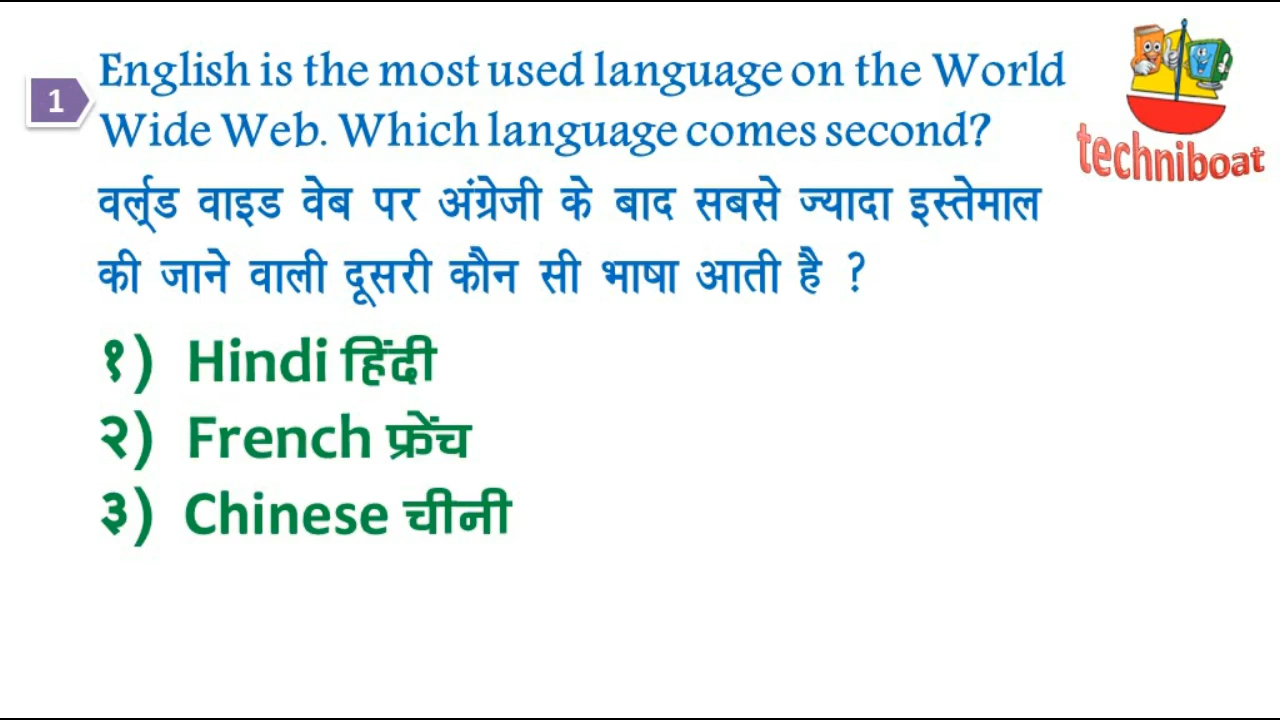 1
English is the most used language on the World
Wide Web. Which language comes second?
वर्ल्र्ड वाइड वेब पर अंग्रेजी के बाद सबसे ज्यादा इस्तेमाल
की जाने वाली दूसरी कौन सी भाषा आती है ?
१) Hindi हिंदी
२) French फ्रेंच
३) Chinese चीनी
techniboat